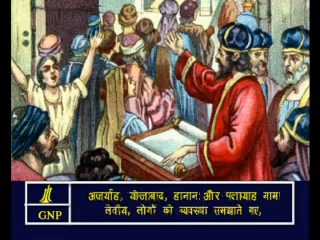 अजर्याह, योजाबाद, हानान और पलायाह नाम
लेवीय, लोगों को व्यवस्था समझाते गए,
GNP